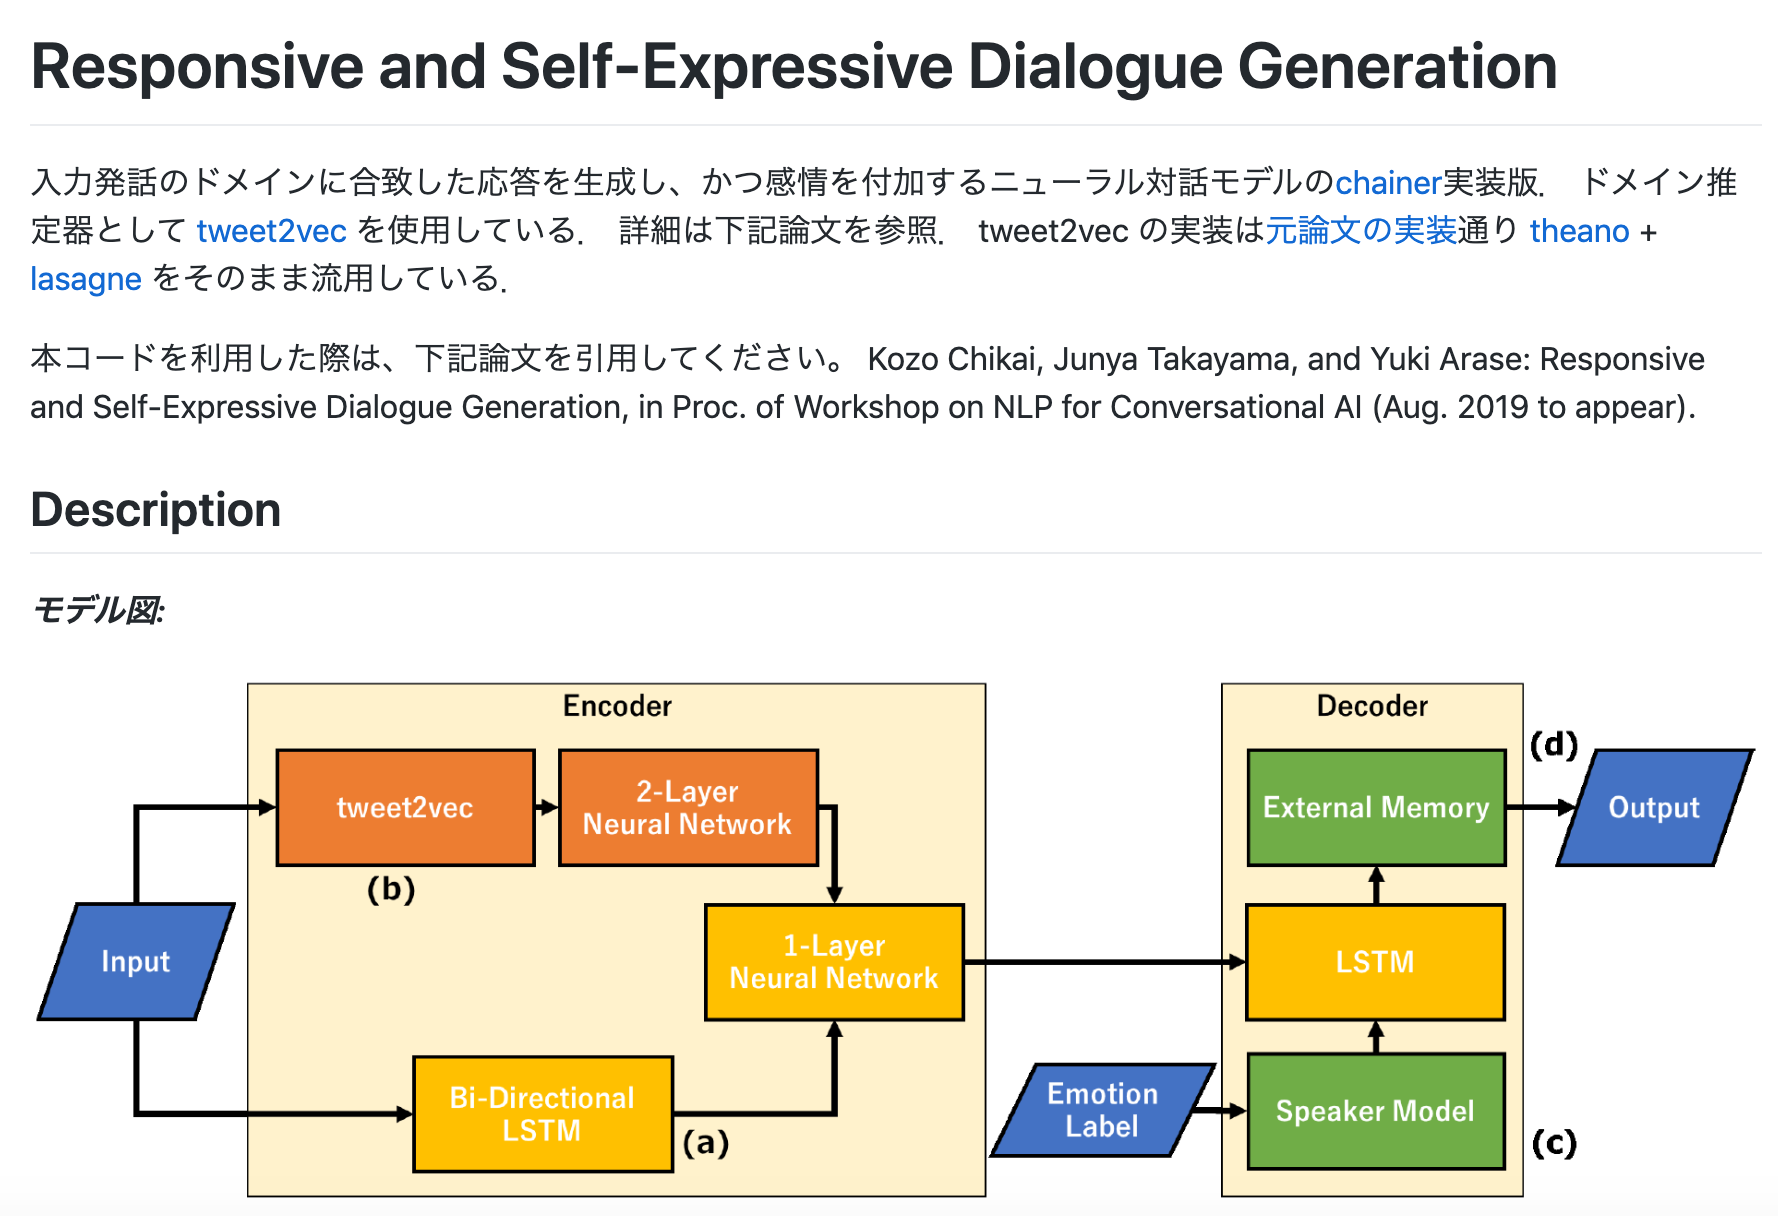 Responsive and Self-Expressive Dialogue Generation
入力発話のドメインに合致した応答を生成し、かつ感情を付加するニューラル対話モデルのchainer実装版．　ドメイン推
定器として tweet2vec を使用している．　詳細は下記論文を参照．　tweet2vec の実装は元論文の実装通り theano +
lasagne をそのまま流用している．
本コードを利用した際は、下記論文を引用してください。 Kozo Chikai, Junya Takayama, and Yuki Arase: Responsive
and Self-Expressive Dialogue Generation, in Proc. of Workshop on NLP for Conversational AI (Aug. 2019 to appear).
Description
モデル図:
Encoder
tweet2vec
2-Layer
Neural Network
(b)
Input
1-Layer
Neural Network
Bi-Directional
LSTM
(a)
Decoder
External Memory
(d)
Output
LSTM
Emotion
Label
Speaker Model
(c)